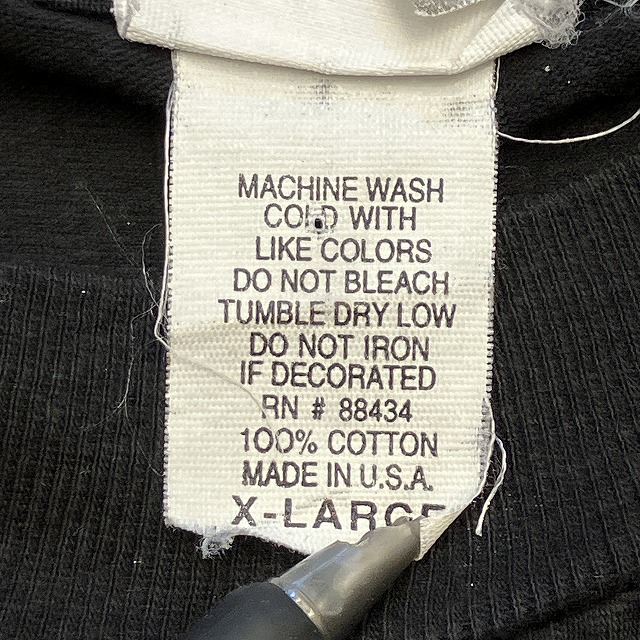 MACHINE WASH
COLD WITH
LIKE COLORS
DO NOT BLEACH
TUMBLE DRY LOW
DO NOT IRON
IF DECORATED
RN # 88434
100% COTTON
MADE IN U.S.A.
X-LARGE